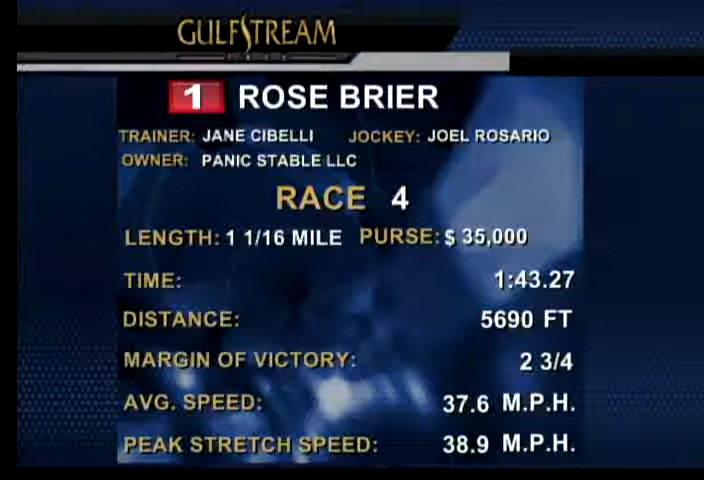 GULFSTREAM
PARK
1 ROSE BRIER
TRAINER: JANE CIBELLI JOCKEY: JOEL ROSARIO
OWNER: PANIC STABLE LLC
RACE 4
LENGTH: 1 1/16 MILE PURSE: $ 35,000
TIME: 1:43.27
DISTANCE: 5690 FT
MARGIN OF VICTORY: 2 3/4
AVG. SPEED: 37.6 M.P.H.
PEAK STRETCH SPEED: 38.9 M.P.H.